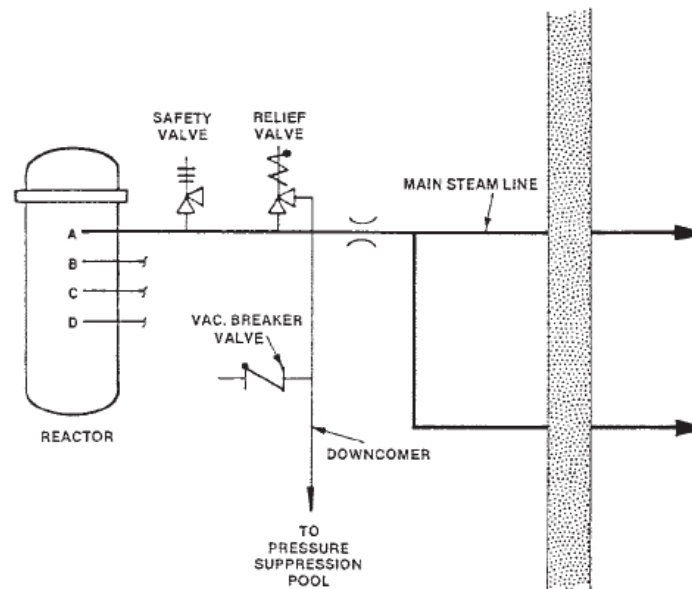 SAFETY
VALVE
RELIEF
VALVE
MAIN STEAM LINE
A
B
C
D
VAC. BREAKER
VALVE
REACTOR
DOWNCOMER
TO
PRESSURE
SUPPRESSION
POOL